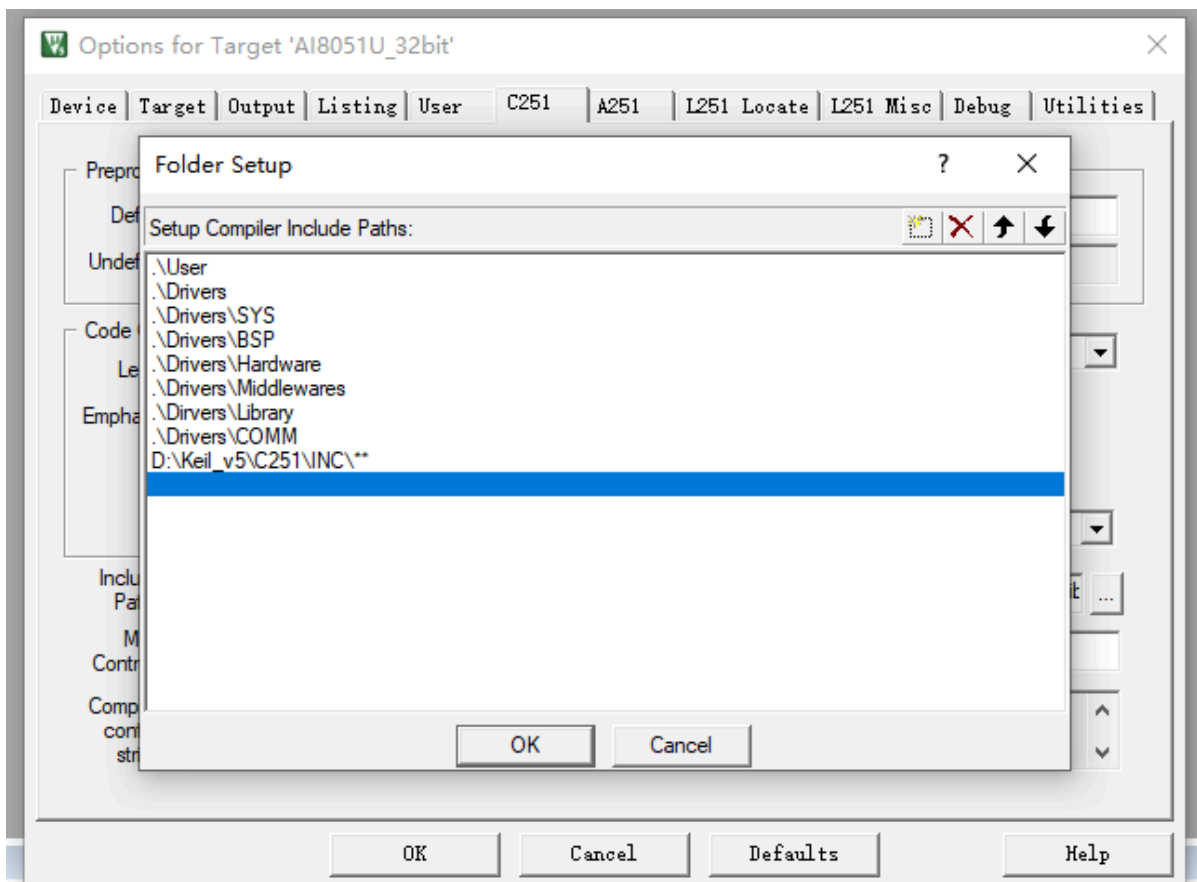 Options for Target 'AI8051U_32bit'
Device Target Output Listing User C251 A251 L251 Locate L251 Misc Debug Utilities
Folder Setup
?
Setup Compiler Include Paths:
.\User
.\Drivers
.\Drivers\SYS
.\Drivers\BSP
.\Drivers\Hardware
.\Drivers\Middlewares
.\Dirvers\Library
.\Drivers\COMM
D:\Keil_v5\C251\INC\**
Code
...
OK Cancel
OK Cancel Defaults Help